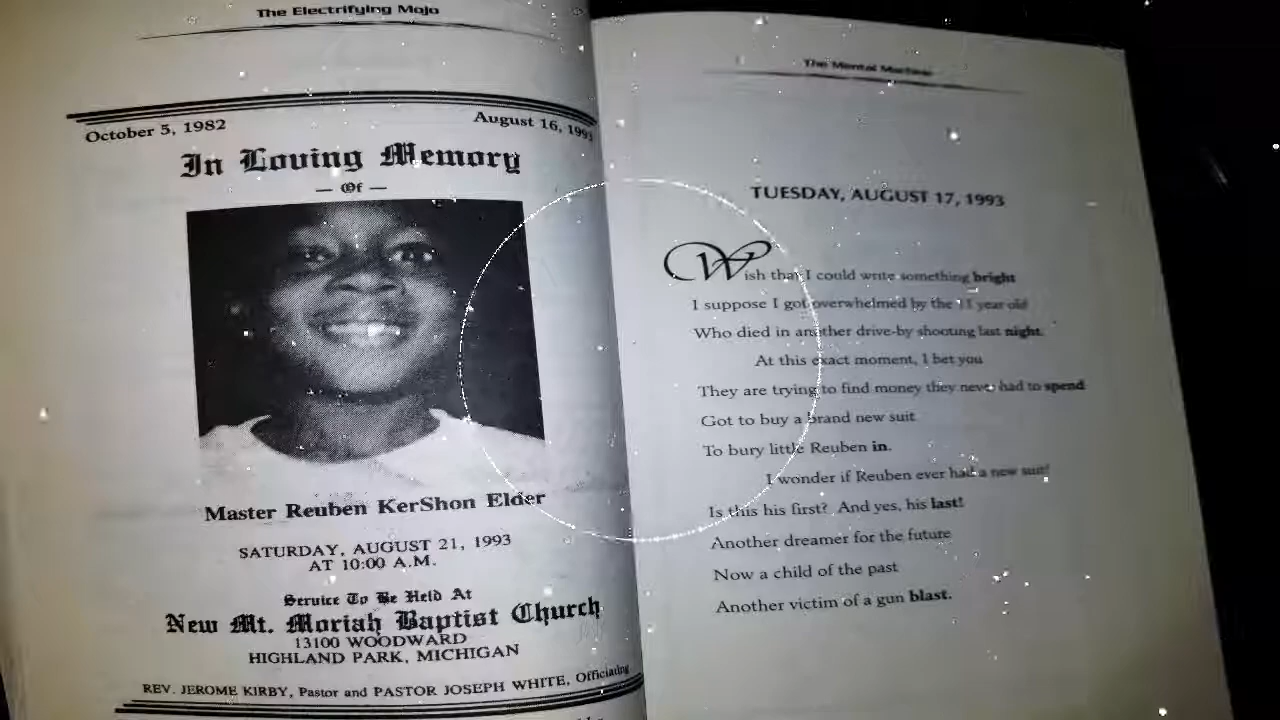 The Electrifying Mojo
October 5, 1982
August 16, 1993
In Loving Memory
— Of —
Master Reuben KerShon Elder
SATURDAY, AUGUST 21, 1993
AT 10:00 A.M.
Service To Be Held At
New Mt. Moriah Baptist Church
13100 WOODWARD
HIGHLAND PARK, MICHIGAN
REV. JEROME KIRBY, Pastor and PASTOR JOSEPH WHITE, Officiating
The Mental Machine
TUESDAY, AUGUST 17, 1993
Wish that I could write something bright
I suppose I got overwhelmed by the 11 year old
Who died in another drive-by shooting last night.
At this exact moment, I bet you
They are trying to find money they never had to spend
Got to buy a brand new suit
To bury little Reuben in.
I wonder if Reuben ever had a new suit!
Is this his first? And yes, his last!
Another dreamer for the future
Now a child of the past
Another victim of a gun blast.